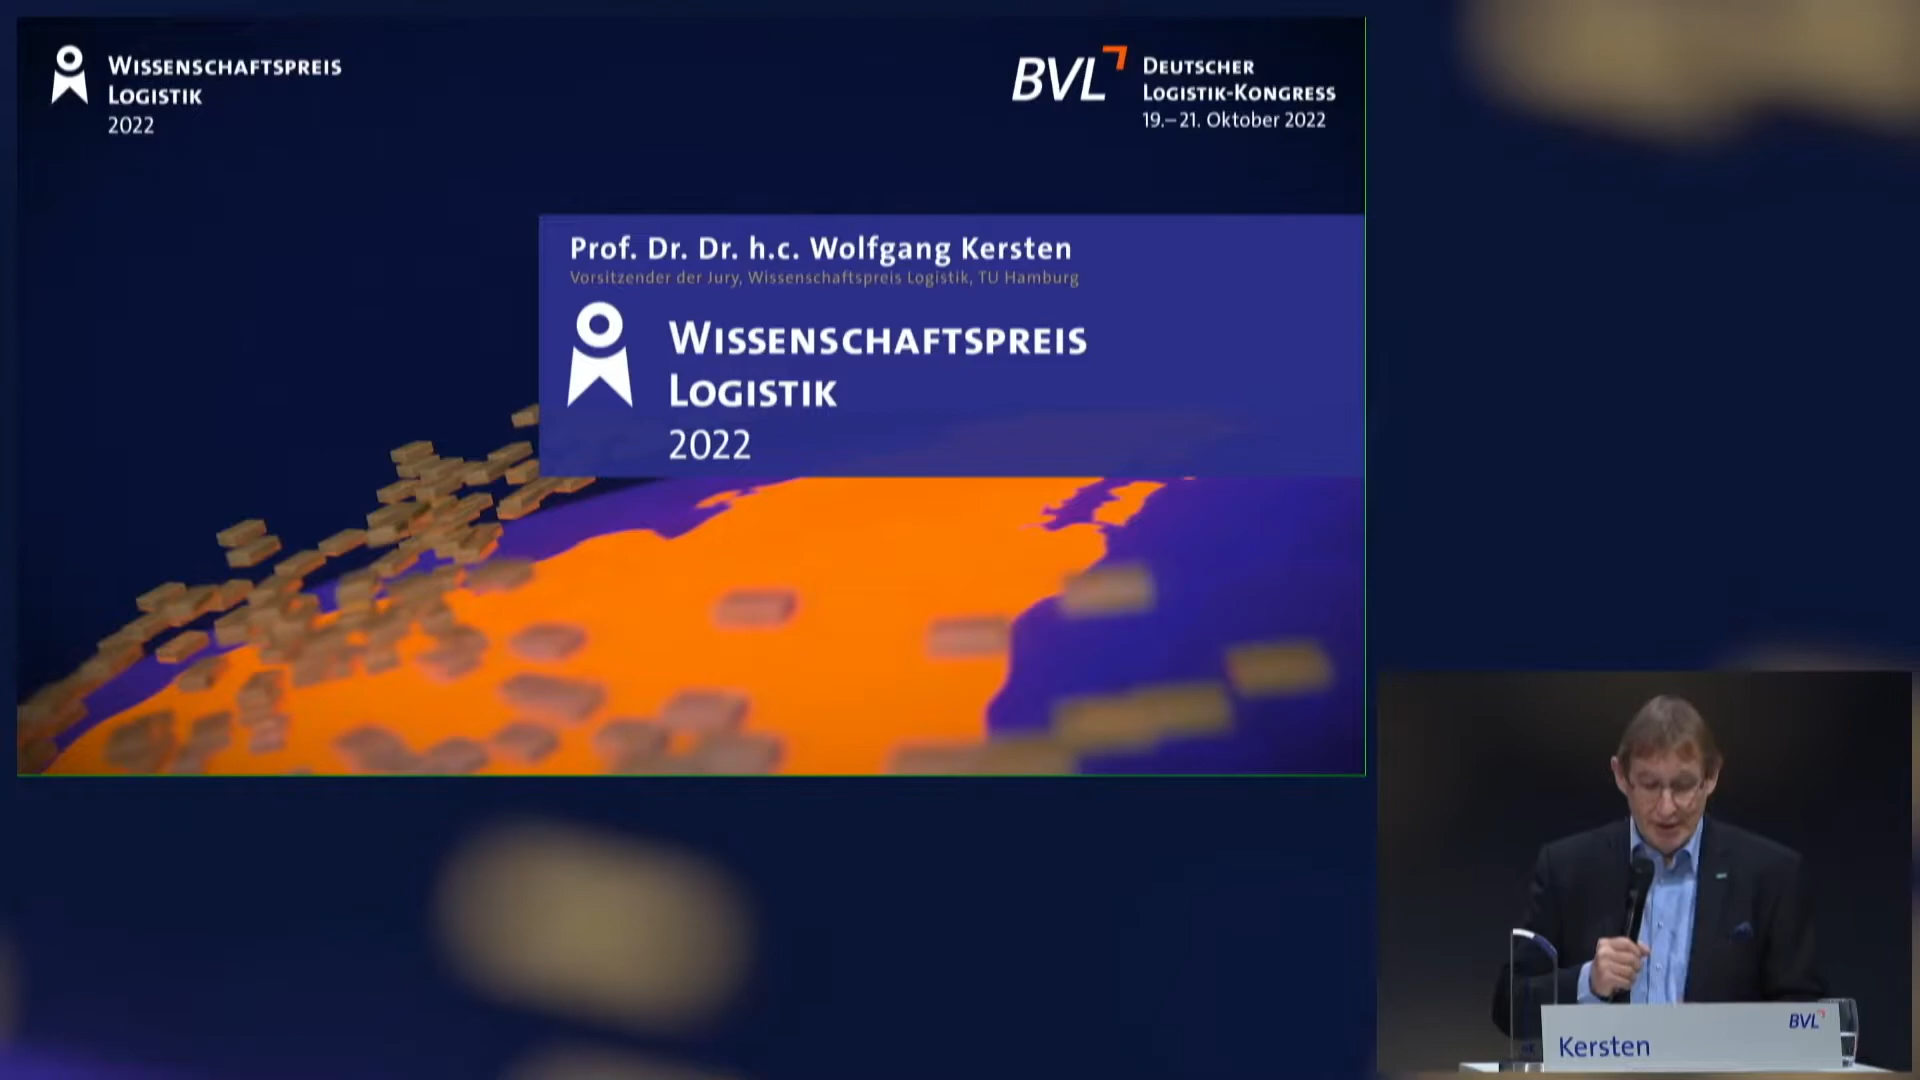 WISSENSCHAFTSPREIS
LOGISTIK
2022
BVL
DEUTSCHER
LOGISTIK-KONGRESS
19.–21. Oktober 2022
Prof. Dr. Dr. h.c. Wolfgang Kersten
Vorsitzender der Jury, Wissenschaftspreis Logistik, TU Hamburg
WISSENSCHAFTSPREIS
LOGISTIK
2022
BVL
Kersten